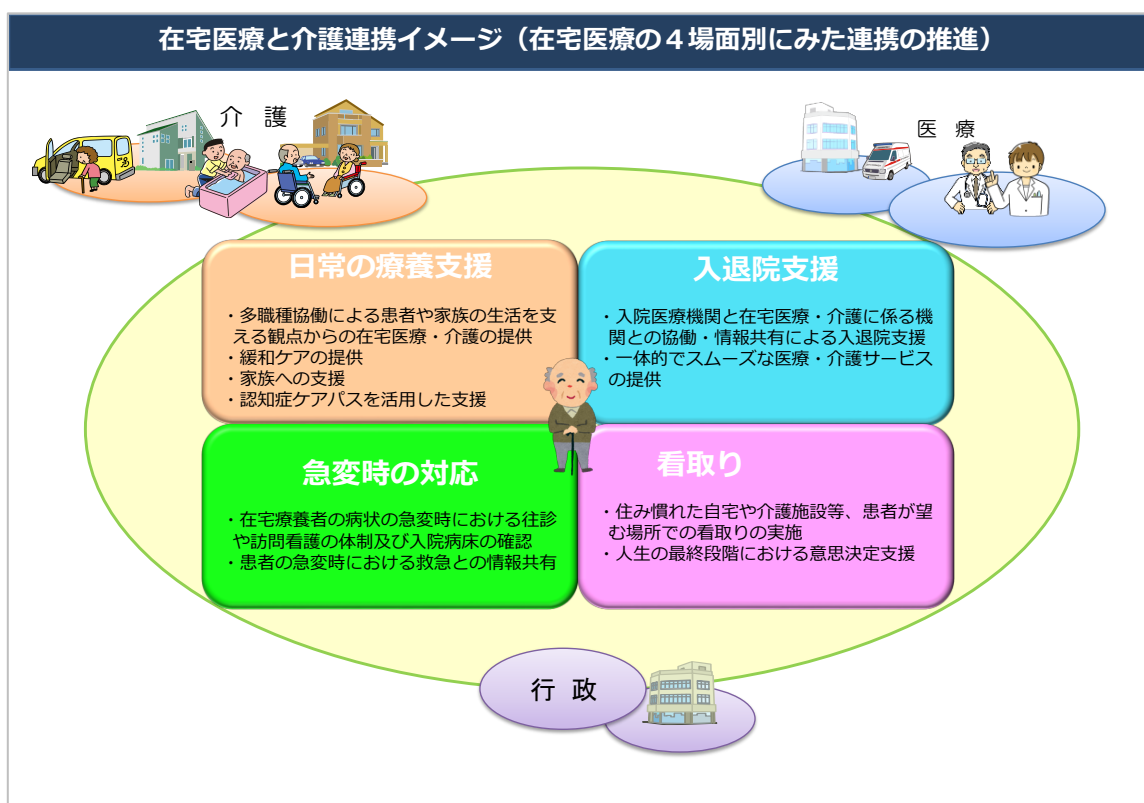 在宅医療と介護連携イメージ（在宅医療の４場面別にみた連携の推進）
介 護
医 療
日常の療養支援
・多職種協働による患者や家族の生活を支
える観点からの在宅医療・介護の提供
・緩和ケアの提供
・家族への支援
・認知症ケアパスを活用した支援
入退院支援
・入院医療機関と在宅医療・介護に係る機
関との協働・情報共有による入退院支援
・一体的でスムーズな医療・介護サービス
の提供
急変時の対応
・在宅療養者の病状の急変時における往診
や訪問看護の体制及び入院病床の確認
・患者の急変時における救急との情報共有
看取り
・住み慣れた自宅や介護施設等、患者が望
む場所での看取りの実施
・人生の最終段階における意思決定支援
行 政